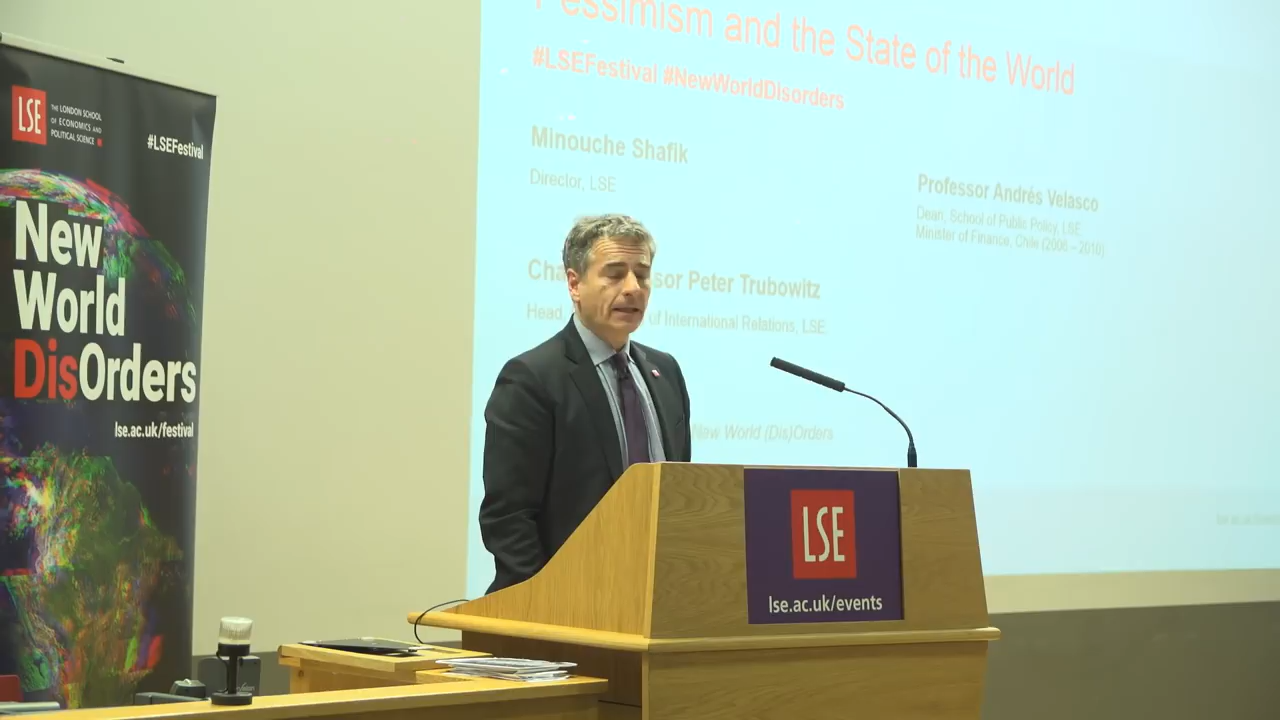 LSE
THE LONDON SCHOOL
OF ECONOMICS AND
POLITICAL SCIENCE
#LSEFestival
New
World
DisOrders
lse.ac.uk/festival
Pessimism and the State of the World
#LSEFestival #NewWorldDisorders
Minouche Shafik
Director, LSE
Professor Andrés Velasco
Dean, School of Public Policy, LSE
Minister of Finance, Chile (2006 – 2010)
Peter Trubowitz
Head of International Relations, LSE
New World (Dis)Orders
LSE
lse.ac.uk/events